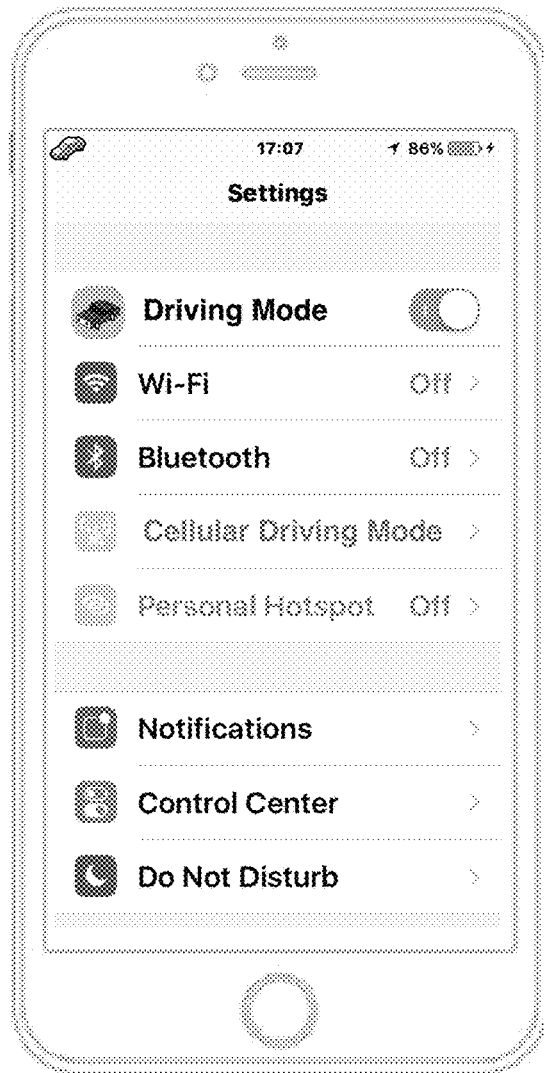 17:07 86%
Settings
Driving Mode
Wi-Fi Off
Bluetooth Off
Cellular Driving Mode
Personal Hotspot Off
Notifications
Control Center
Do Not Disturb